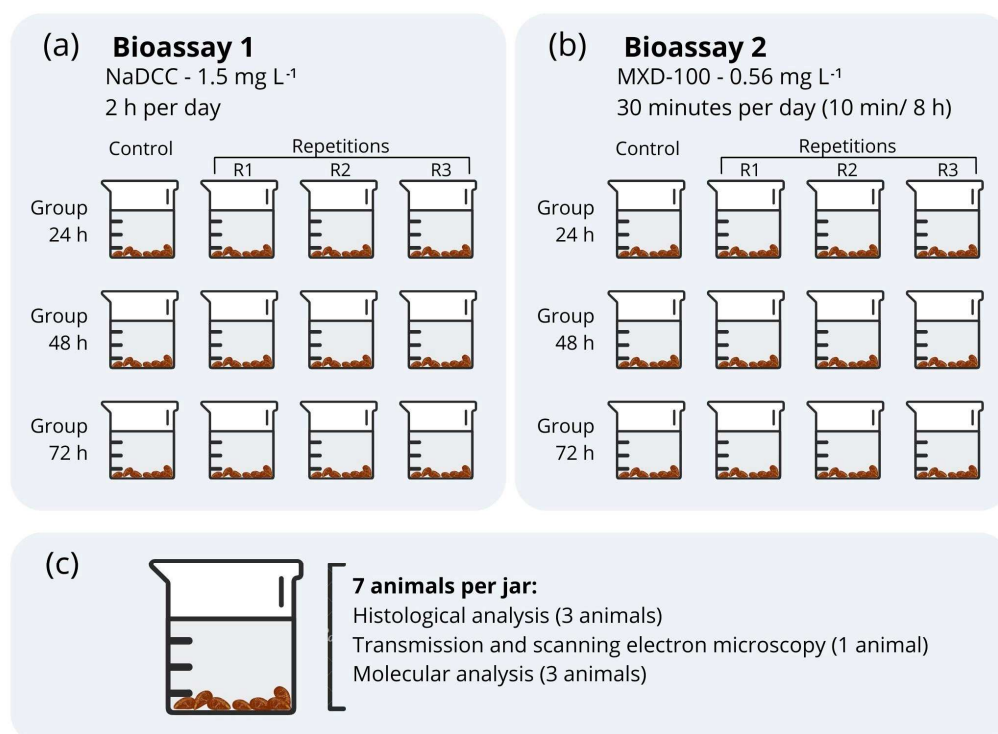 (a) Bioassay 1
NaDCC - 1.5 mg L⁻¹
2 h per day
Control
Repetitions
R1 R2 R3
Group
24 h
Group
48 h
Group
72 h
(b) Bioassay 2
MXD-100 - 0.56 mg L⁻¹
30 minutes per day (10 min/ 8 h)
Control
Repetitions
R1 R2 R3
Group
24 h
Group
48 h
Group
72 h
(c)
7 animals per jar:
Histological analysis (3 animals)
Transmission and scanning electron microscopy (1 animal)
Molecular analysis (3 animals)